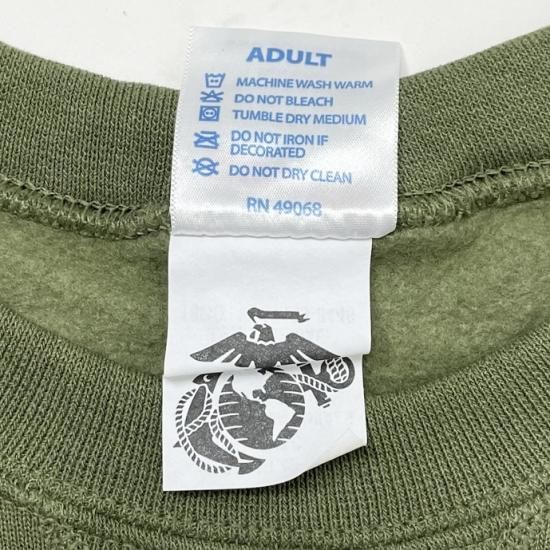 ADULT
MACHINE WASH WARM
DO NOT BLEACH
TUMBLE DRY MEDIUM
DO NOT IRON IF
DECORATED
DO NOT DRY CLEAN
RN 49068